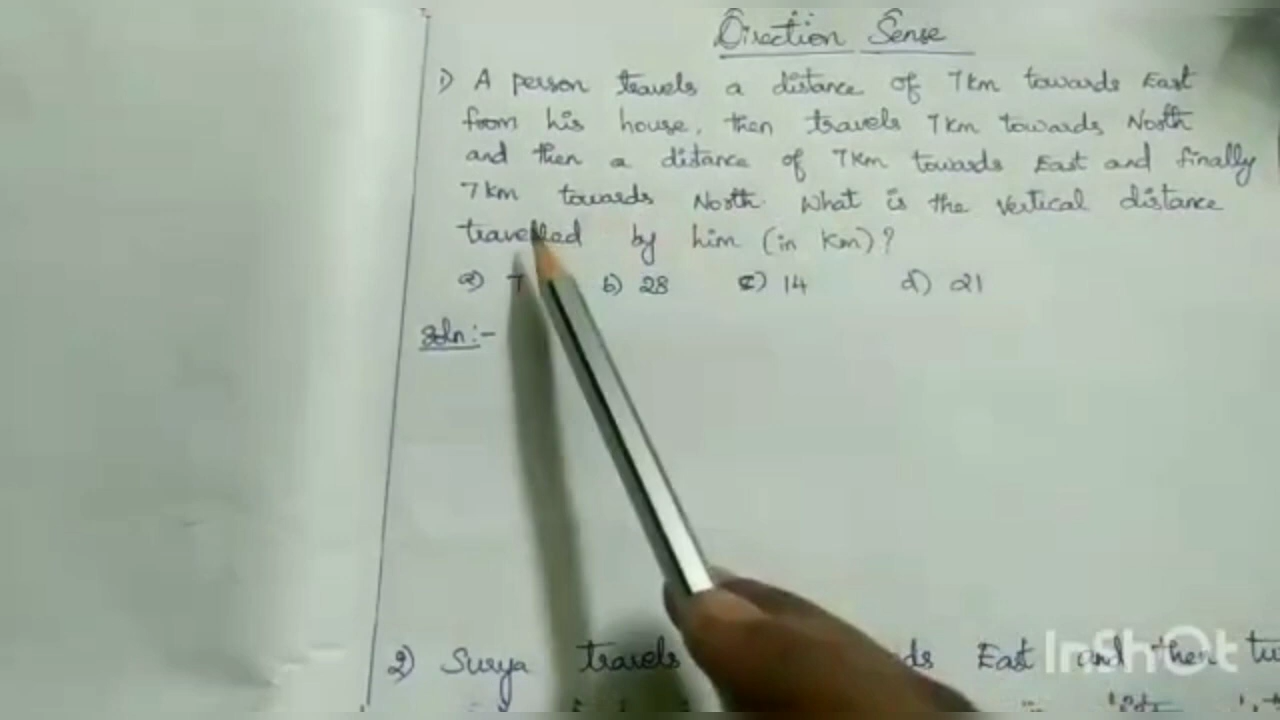 Direction Sense
1) A person travels a distance of 7km towards East
from his house, then travels 7km towards North
and then a distance of 7km towards East and finally
7km towards North. What is the vertical distance
travelled by him (in Km)?
a) 7 b) 28 c) 14 d) 21
Soln:-
2) Surya travels East and then
InShOt